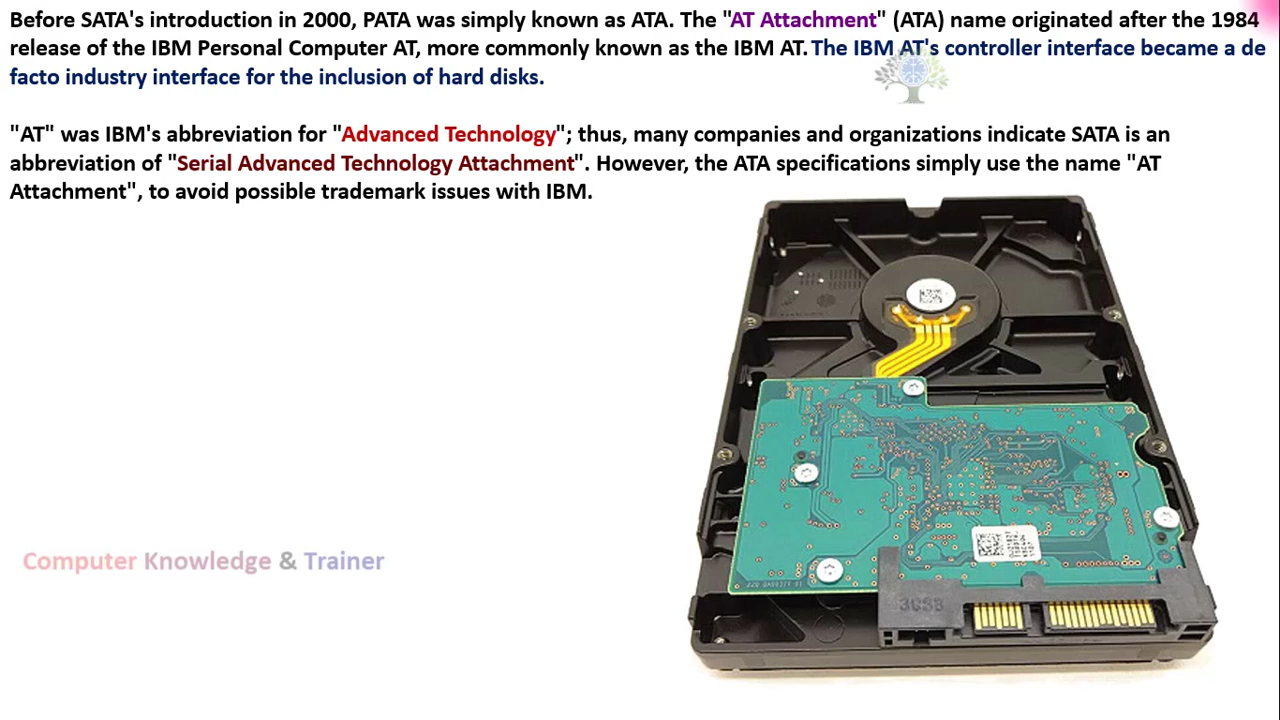 Before SATA's introduction in 2000, PATA was simply known as ATA. The "AT Attachment" (ATA) name originated after the 1984
release of the IBM Personal Computer AT, more commonly known as the IBM AT. The IBM AT's controller interface became a de
facto industry interface for the inclusion of hard disks.
"AT" was IBM's abbreviation for "Advanced Technology"; thus, many companies and organizations indicate SATA is an
abbreviation of "Serial Advanced Technology Attachment". However, the ATA specifications simply use the name "AT
Attachment", to avoid possible trademark issues with IBM.
Computer Knowledge & Trainer